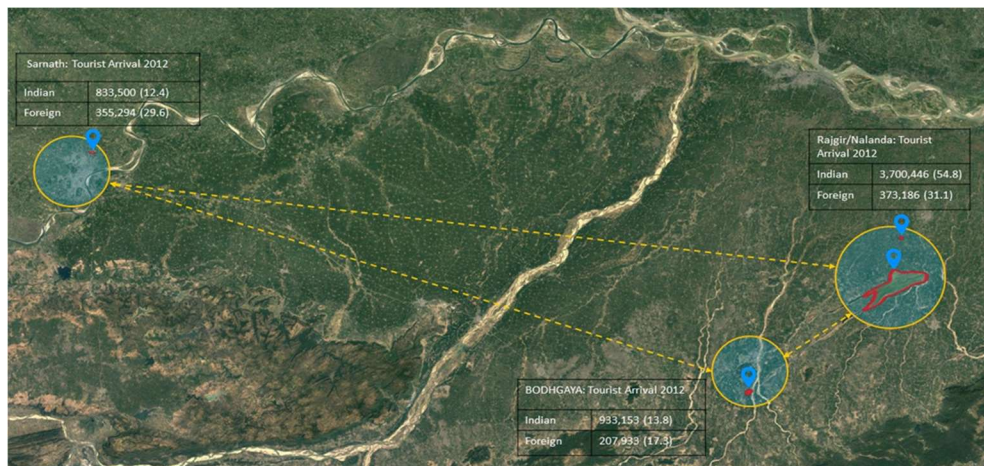 Sarnath: Tourist Arrival 2012
Indian 833,500 (12.4)
Foreign 355,294 (29.6)
Rajgir/Nalanda: Tourist
Arrival 2012
Indian 3,700,446 (54.8)
Foreign 373,186 (31.1)
BODHGAYA: Tourist Arrival 2012
Indian 933,153 (13.8)
Foreign 207,933 (17.3)